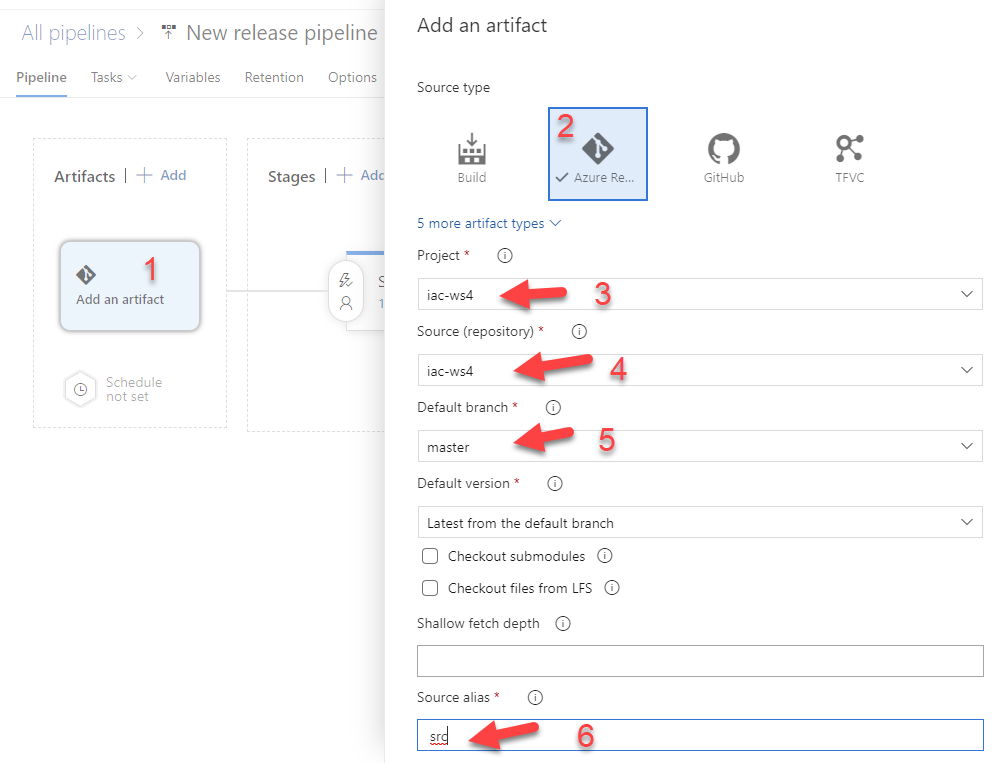 All pipelines > New release pipeline
Pipeline Tasks Variables Retention Options
Artifacts | + Add
Stages | + Add
1
Add an artifact
Schedule
not set
S
1
Add an artifact
Source type
Build
2
Azure Re...
GitHub
TFVC
5 more artifact types
Project *
iac-ws4
3
Source (repository) *
iac-ws4
4
Default branch *
master
5
Default version *
Latest from the default branch
Checkout submodules
Checkout files from LFS
Shallow fetch depth
Source alias *
src
6